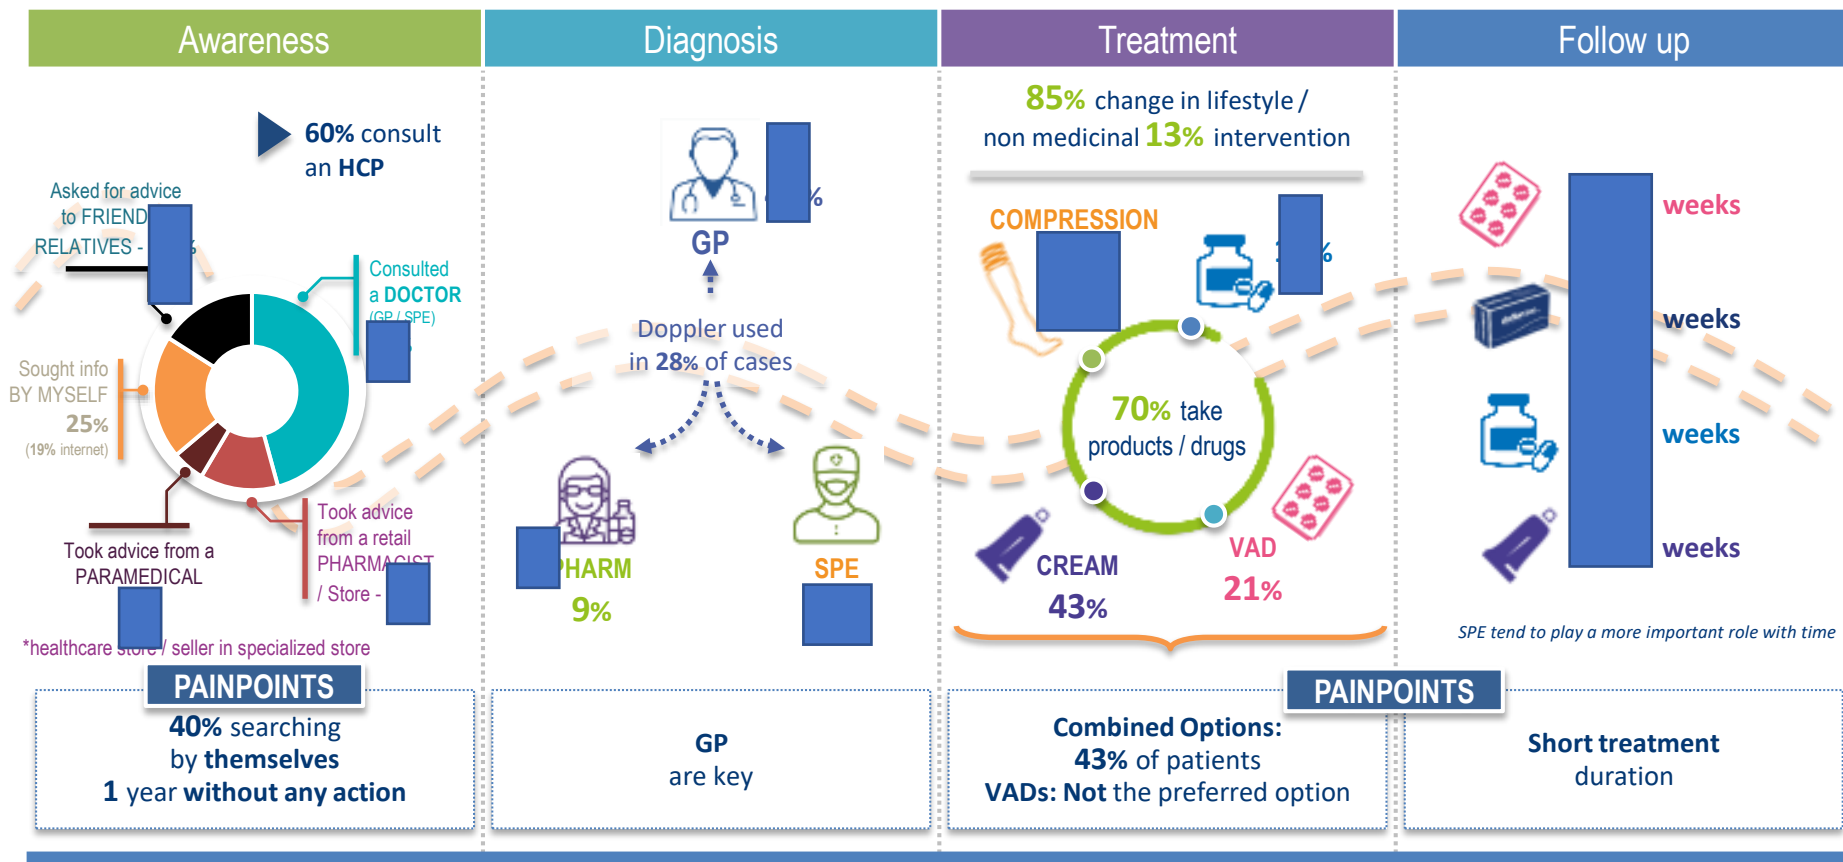 Awareness
Diagnosis
Treatment
Follow up
60% consult
an HCP
Asked for advice
to FRIEND
RELATIVES -
Consulted
a DOCTOR
(GP / SPE)
Sought info
BY MYSELF
25%
(19% internet)
Took advice from a
PARAMEDICAL
Took advice
from a retail
PHARMACIST
/ Store -
*healthcare store / seller in specialized store
PAINPOINTS
40% searching
by themselves
1 year without any action
%
GP
Doppler used
in 28% of cases
PHARM
9%
SPE
GP
are key
85% change in lifestyle /
non medicinal 13% intervention
COMPRESSION
%
70% take
products / drugs
CREAM
43%
VAD
21%
PAINPOINTS
Combined Options:
43% of patients
VADs: Not the preferred option
weeks
weeks
weeks
weeks
SPE tend to play a more important role with time
Short treatment
duration